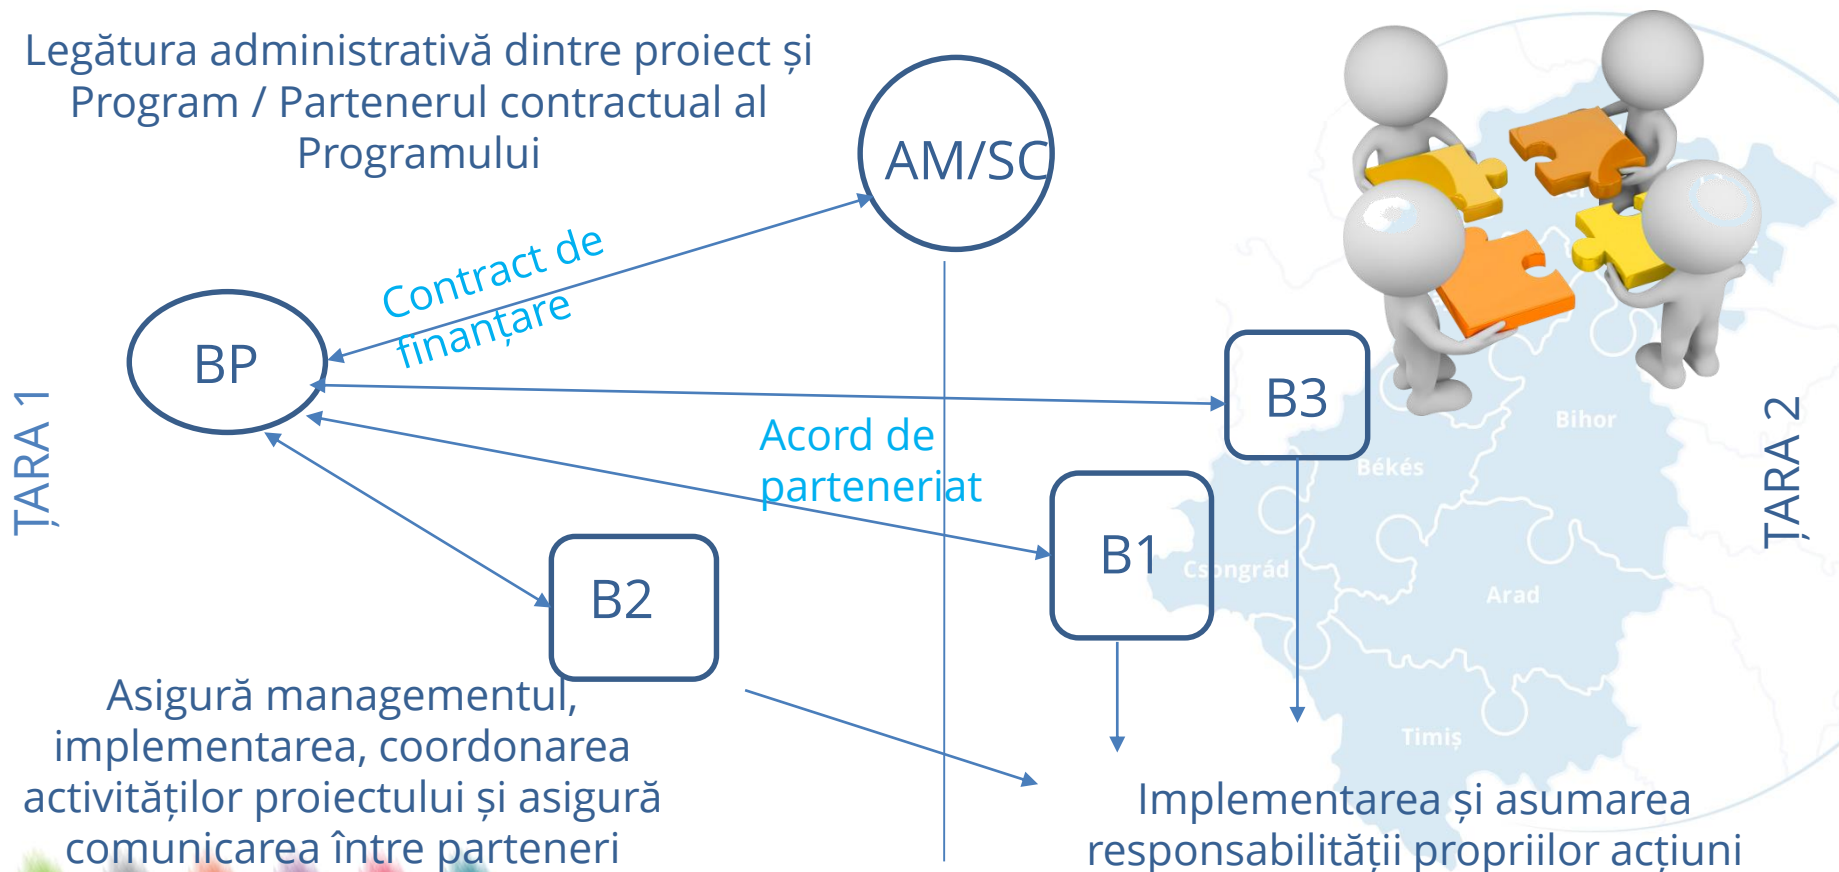 Legătura administrativă dintre proiect și
Program / Partenerul contractual al
Programului
AM/SC
Contract de
finanțare
BP
ȚARA 1
B3
Acord de
parteneriat
B1
B2
ȚARA 2
Bihor
Békés
Csongrád
Arad
Timiș
Asigură managementul,
implementarea, coordonarea
activităților proiectului și asigură
comunicarea între parteneri
Implementarea și asumarea
responsabilității propriilor acțiuni